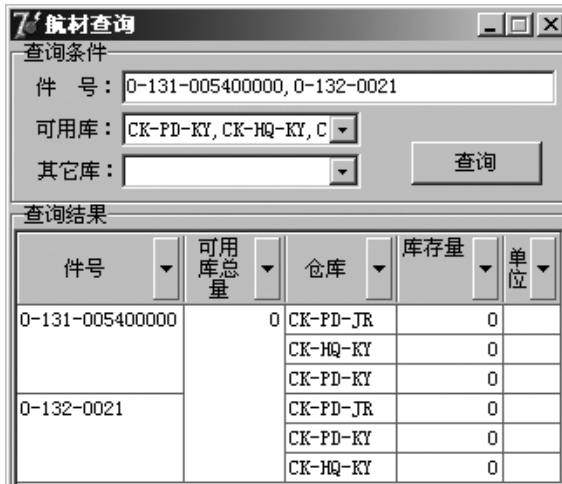 航材查询
查询条件
件 号： 0-131-005400000, 0-132-0021
可用库： CK-PD-KY, CK-HQ-KY, C
其它库： 查询
查询结果
件号 可用库总量 仓库 库存量 单位
0-131-005400000 0 CK-PD-JR 0
CK-HQ-KY 0
CK-PD-KY 0
0-132-0021 CK-PD-JR 0
CK-PD-KY 0
CK-HQ-KY 0